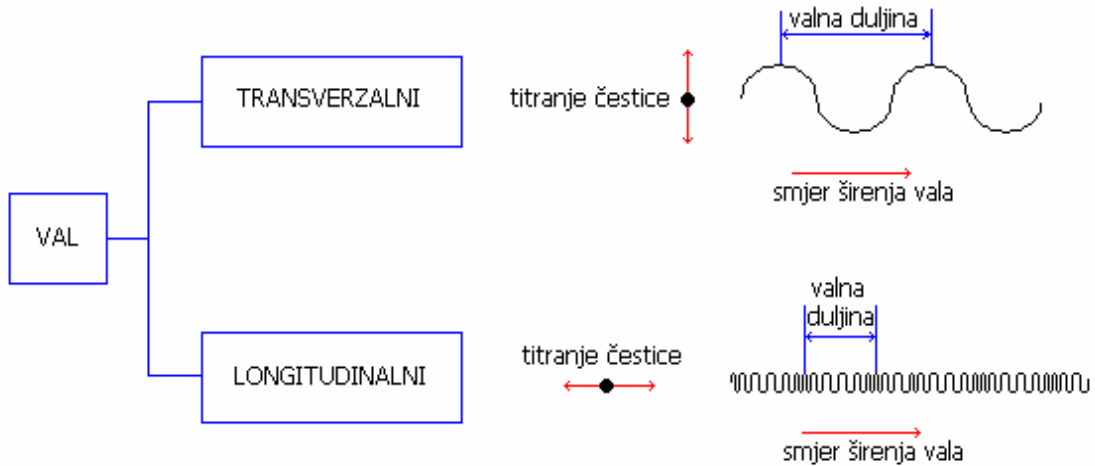 valna duljina
TRANSVERZALNI
titranje čestice
smjer širenja vala
VAL
valna
duljina
titranje čestice
LONGITUDINALNI
smjer širenja vala